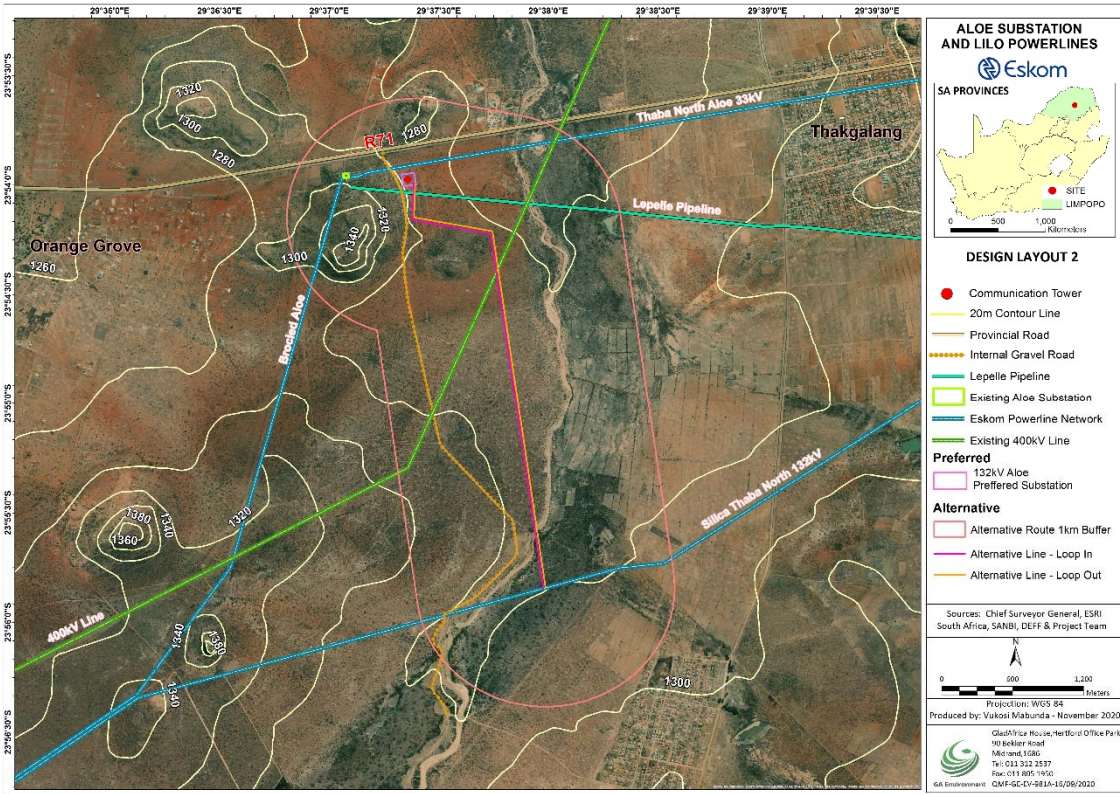 29°36'0"E
29°36'30"E
29°37'0"E
29°37'30"E
29°38'0"E
29°38'30"E
29°39'0"E
29°39'30"E
23°53'30"S
23°54'0"S
23°54'30"S
23°55'0"S
23°55'30"S
23°56'0"S
23°56'30"S
1320
1300
1280
1280
R71
Thaba North Aloe 33kV
Thakgalang
Lepelle Pipeline
Orange Grove
1260
1300
1320
1340
Brocled Aloe
Silica Thaba North 132kV
1320
1380
1340
1360
400kV Line
1340
1380
1340
1300
ALOE SUBSTATION
AND LILO POWERLINES
Eskom
SA PROVINCES
SITE
LIMPOPO
0 500 1,000
Kilometers
DESIGN LAYOUT 2
Communication Tower
20m Contour Line
Provincial Road
Internal Gravel Road
Lepelle Pipeline
Existing Aloe Substation
Eskom Powerline Network
Existing 400kV Line
Preferred
132kV Aloe
Preffered Substation
Alternative
Alternative Route 1km Buffer
Alternative Line - Loop In
Alternative Line - Loop Out
Sources: Chief Surveyor General, ESRI
South Africa, SANBI, DEFF & Project Team
N
0 600 1,200
Meters
Projection: WGS 84
Produced by: Vukosi Mabunda - November 2020
GladAfrica House,Hertford Office Park
90 Bekker Road
Midrand,1686
Tel: 011 312 2537
Fax: 011 805 1950
GA Environment QMF-GE-EV-981A-16/09/2020